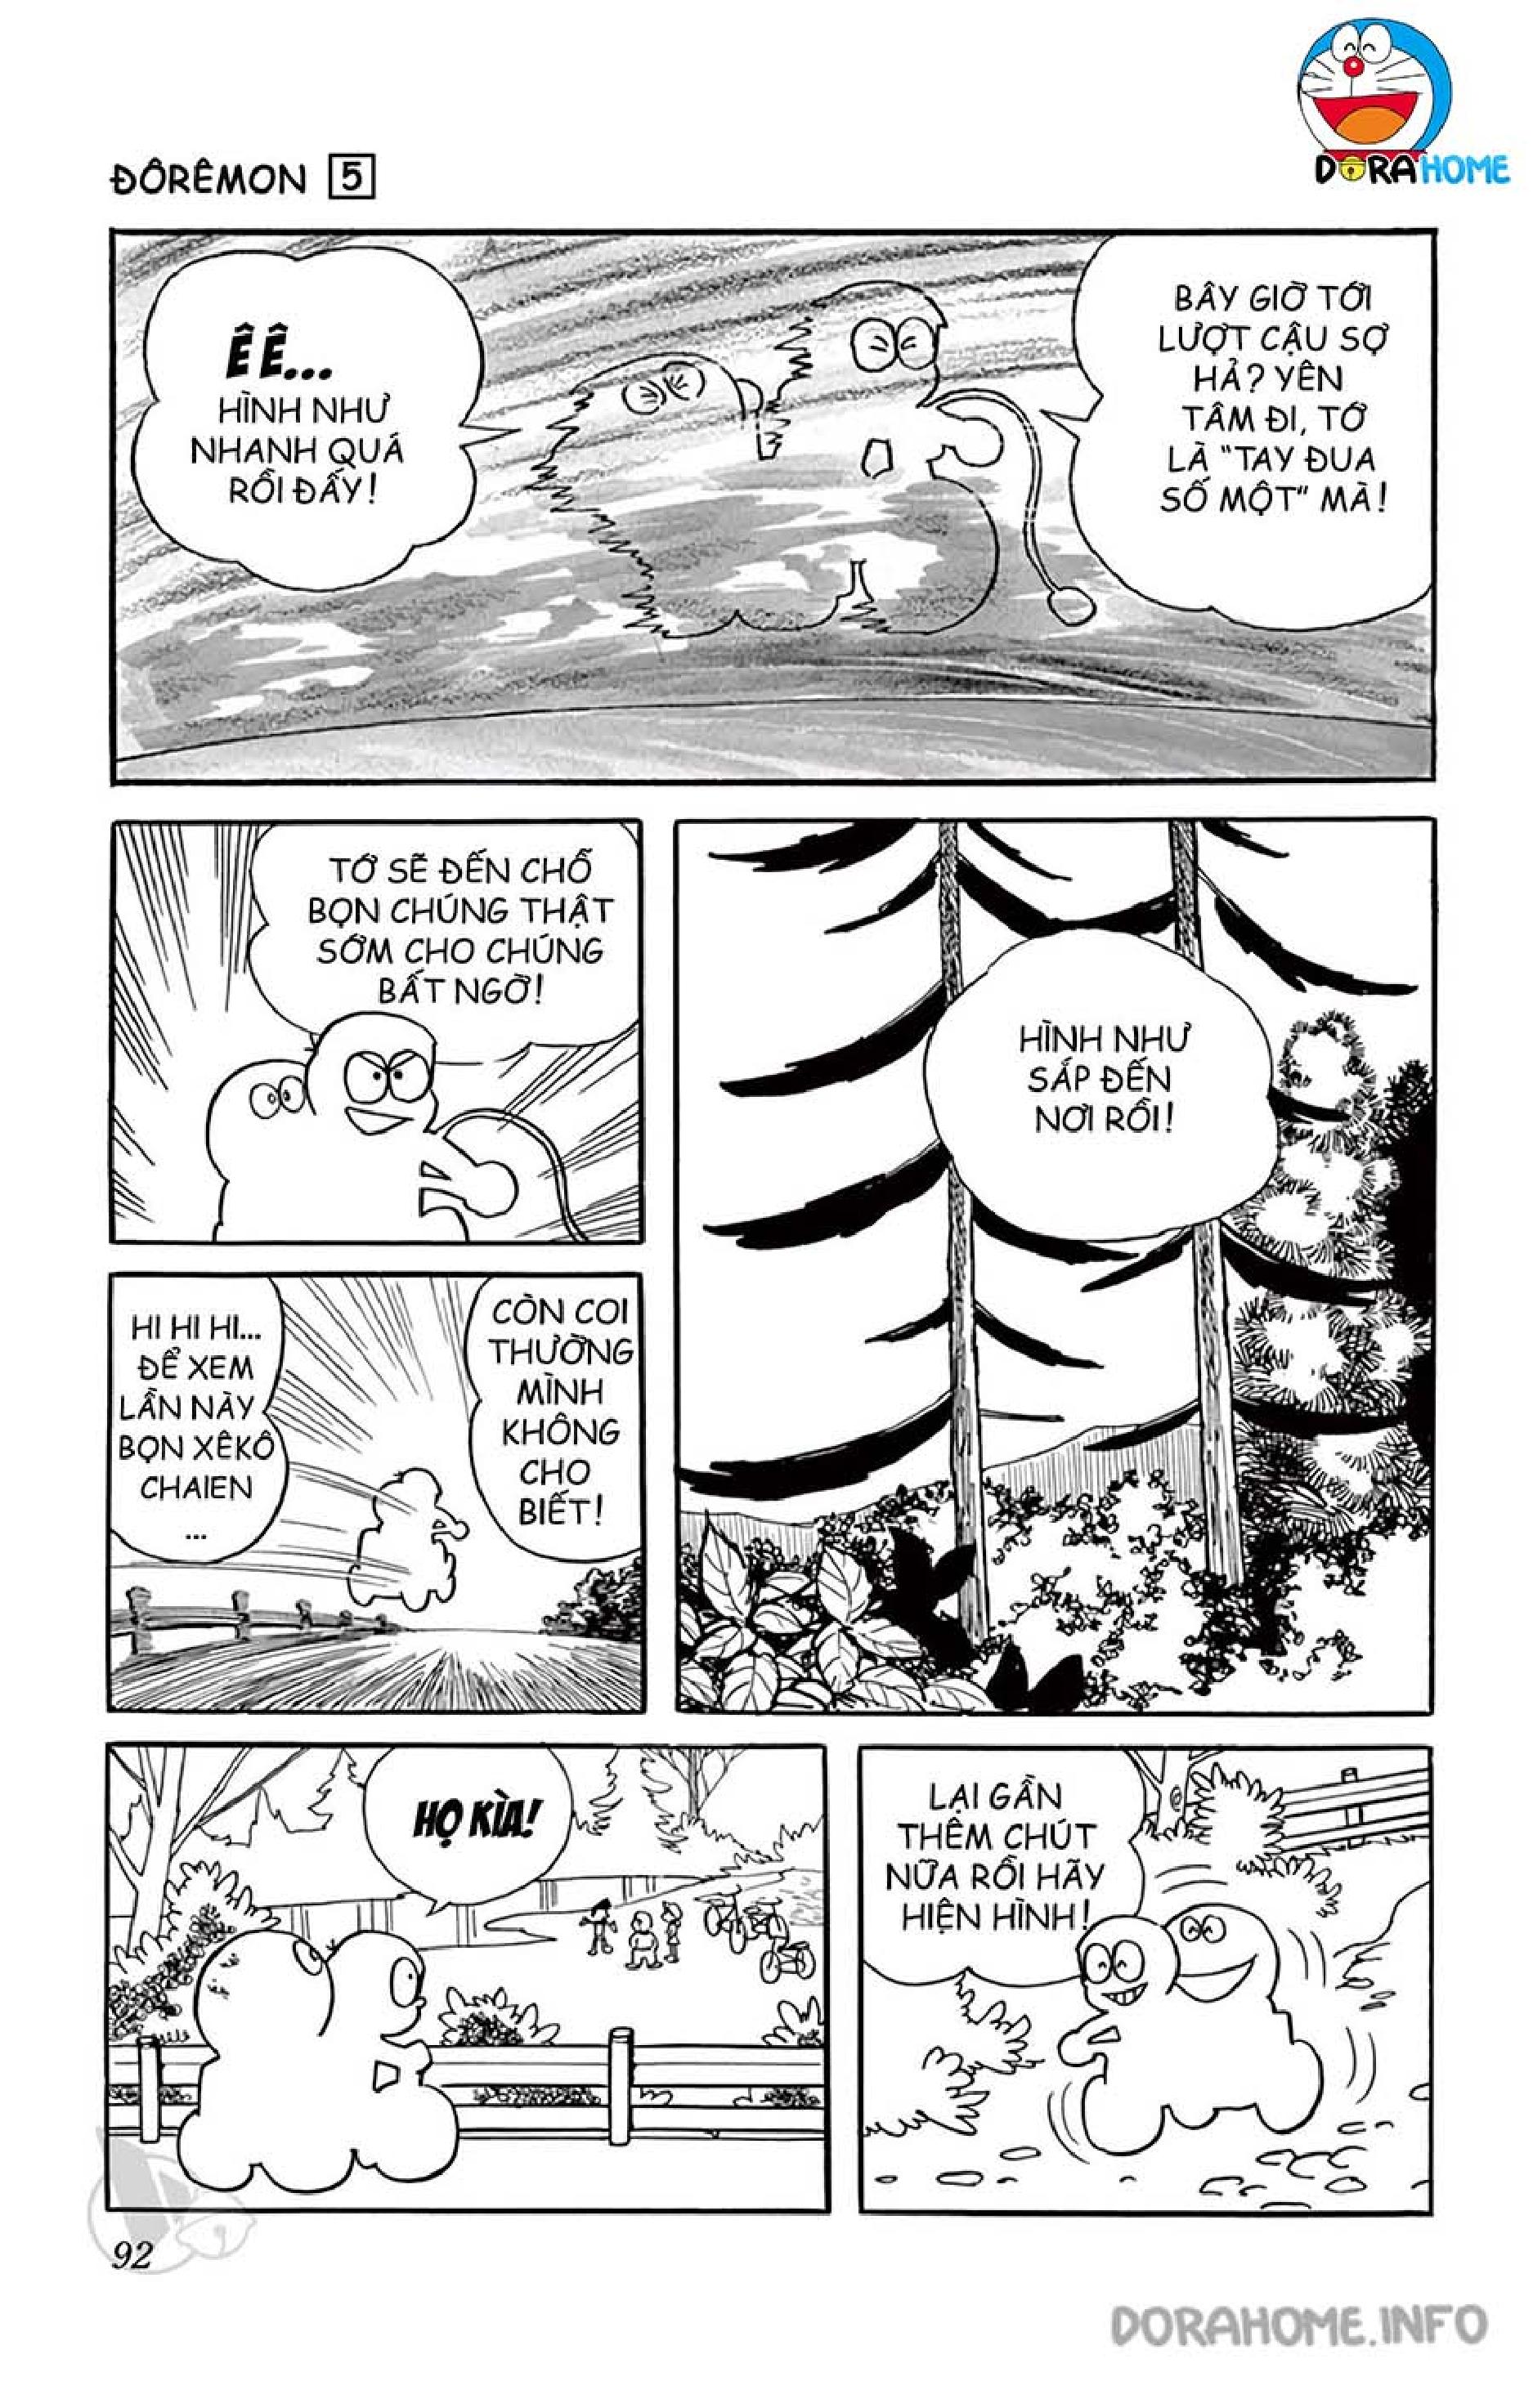 DORAHOME
ĐÔRÊMON 5
Ê Ê...
HÌNH NHƯ
NHANH QUÁ
RỒI ĐẤY!
BÂY GIỜ TỚI
LƯỢT CẬU SỢ
HẢ? YÊN
TÂM ĐI, TỚ
LÀ "TAY ĐUA
SỐ MỘT" MÀ!
TỚ SẼ ĐẾN CHỖ
BỌN CHÚNG THẬT
SỚM CHO CHÚNG
BẤT NGỜ!
HI HI HI...
ĐỂ XEM
LẦN NÀY
BỌN XÊKÔ
CHAIEN
...
CÒN COI
THƯỜNG
MÌNH
KHÔNG
CHO
BIẾT!
HÌNH NHƯ
SẮP ĐẾN
NƠI RỒI!
HỌ KÌA!
LẠI GẦN
THÊM CHÚT
NỮA RỒI HÃY
HIỆN HÌNH!
92
DORAHOME.INFO